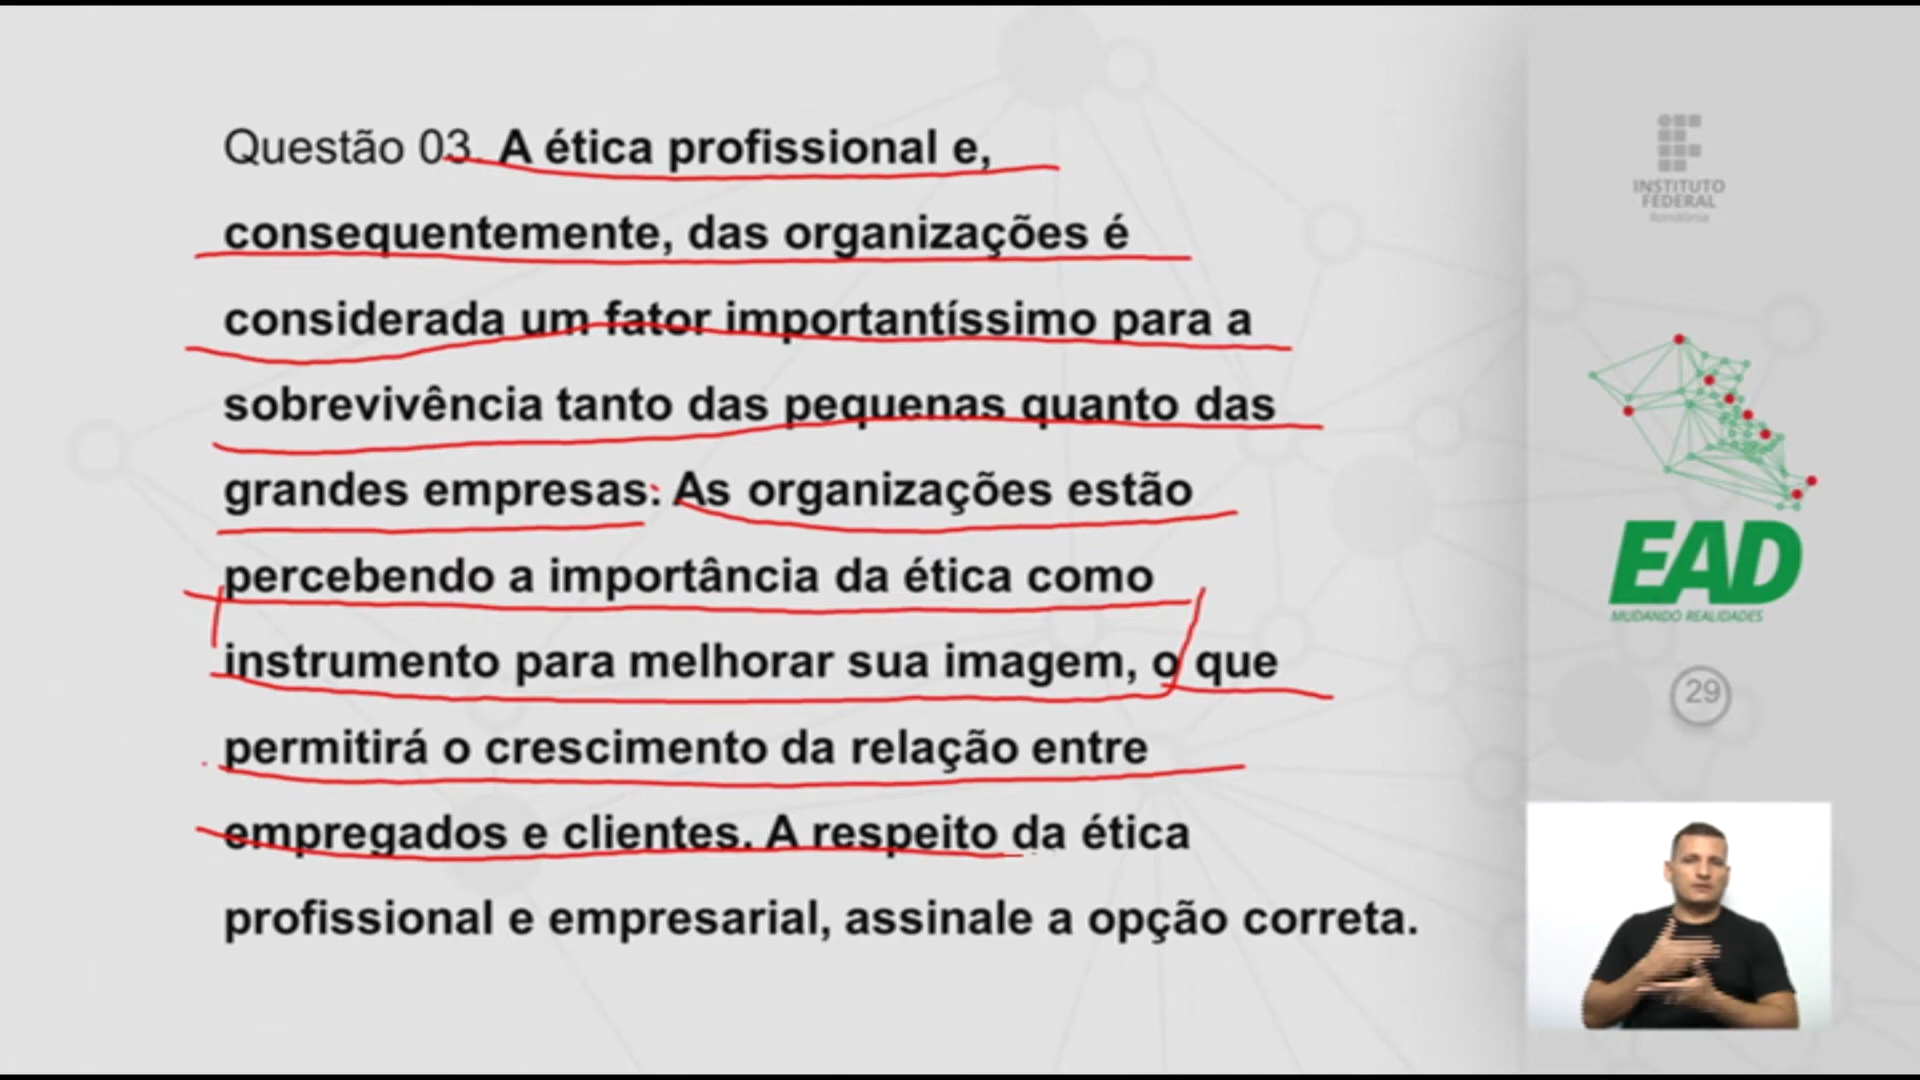 Questão 03. A ética profissional e,
consequentemente, das organizações é
considerada um fator importantíssimo para a
sobrevivência tanto das pequenas quanto das
grandes empresas: As organizações estão
percebendo a importância da ética como
instrumento para melhorar sua imagem, o que
permitirá o crescimento da relação entre
empregados e clientes. A respeito da ética
profissional e empresarial, assinale a opção correta.
INSTITUTO
FEDERAL
Rondônia
EAD
MUDANDO REALIDADES
29